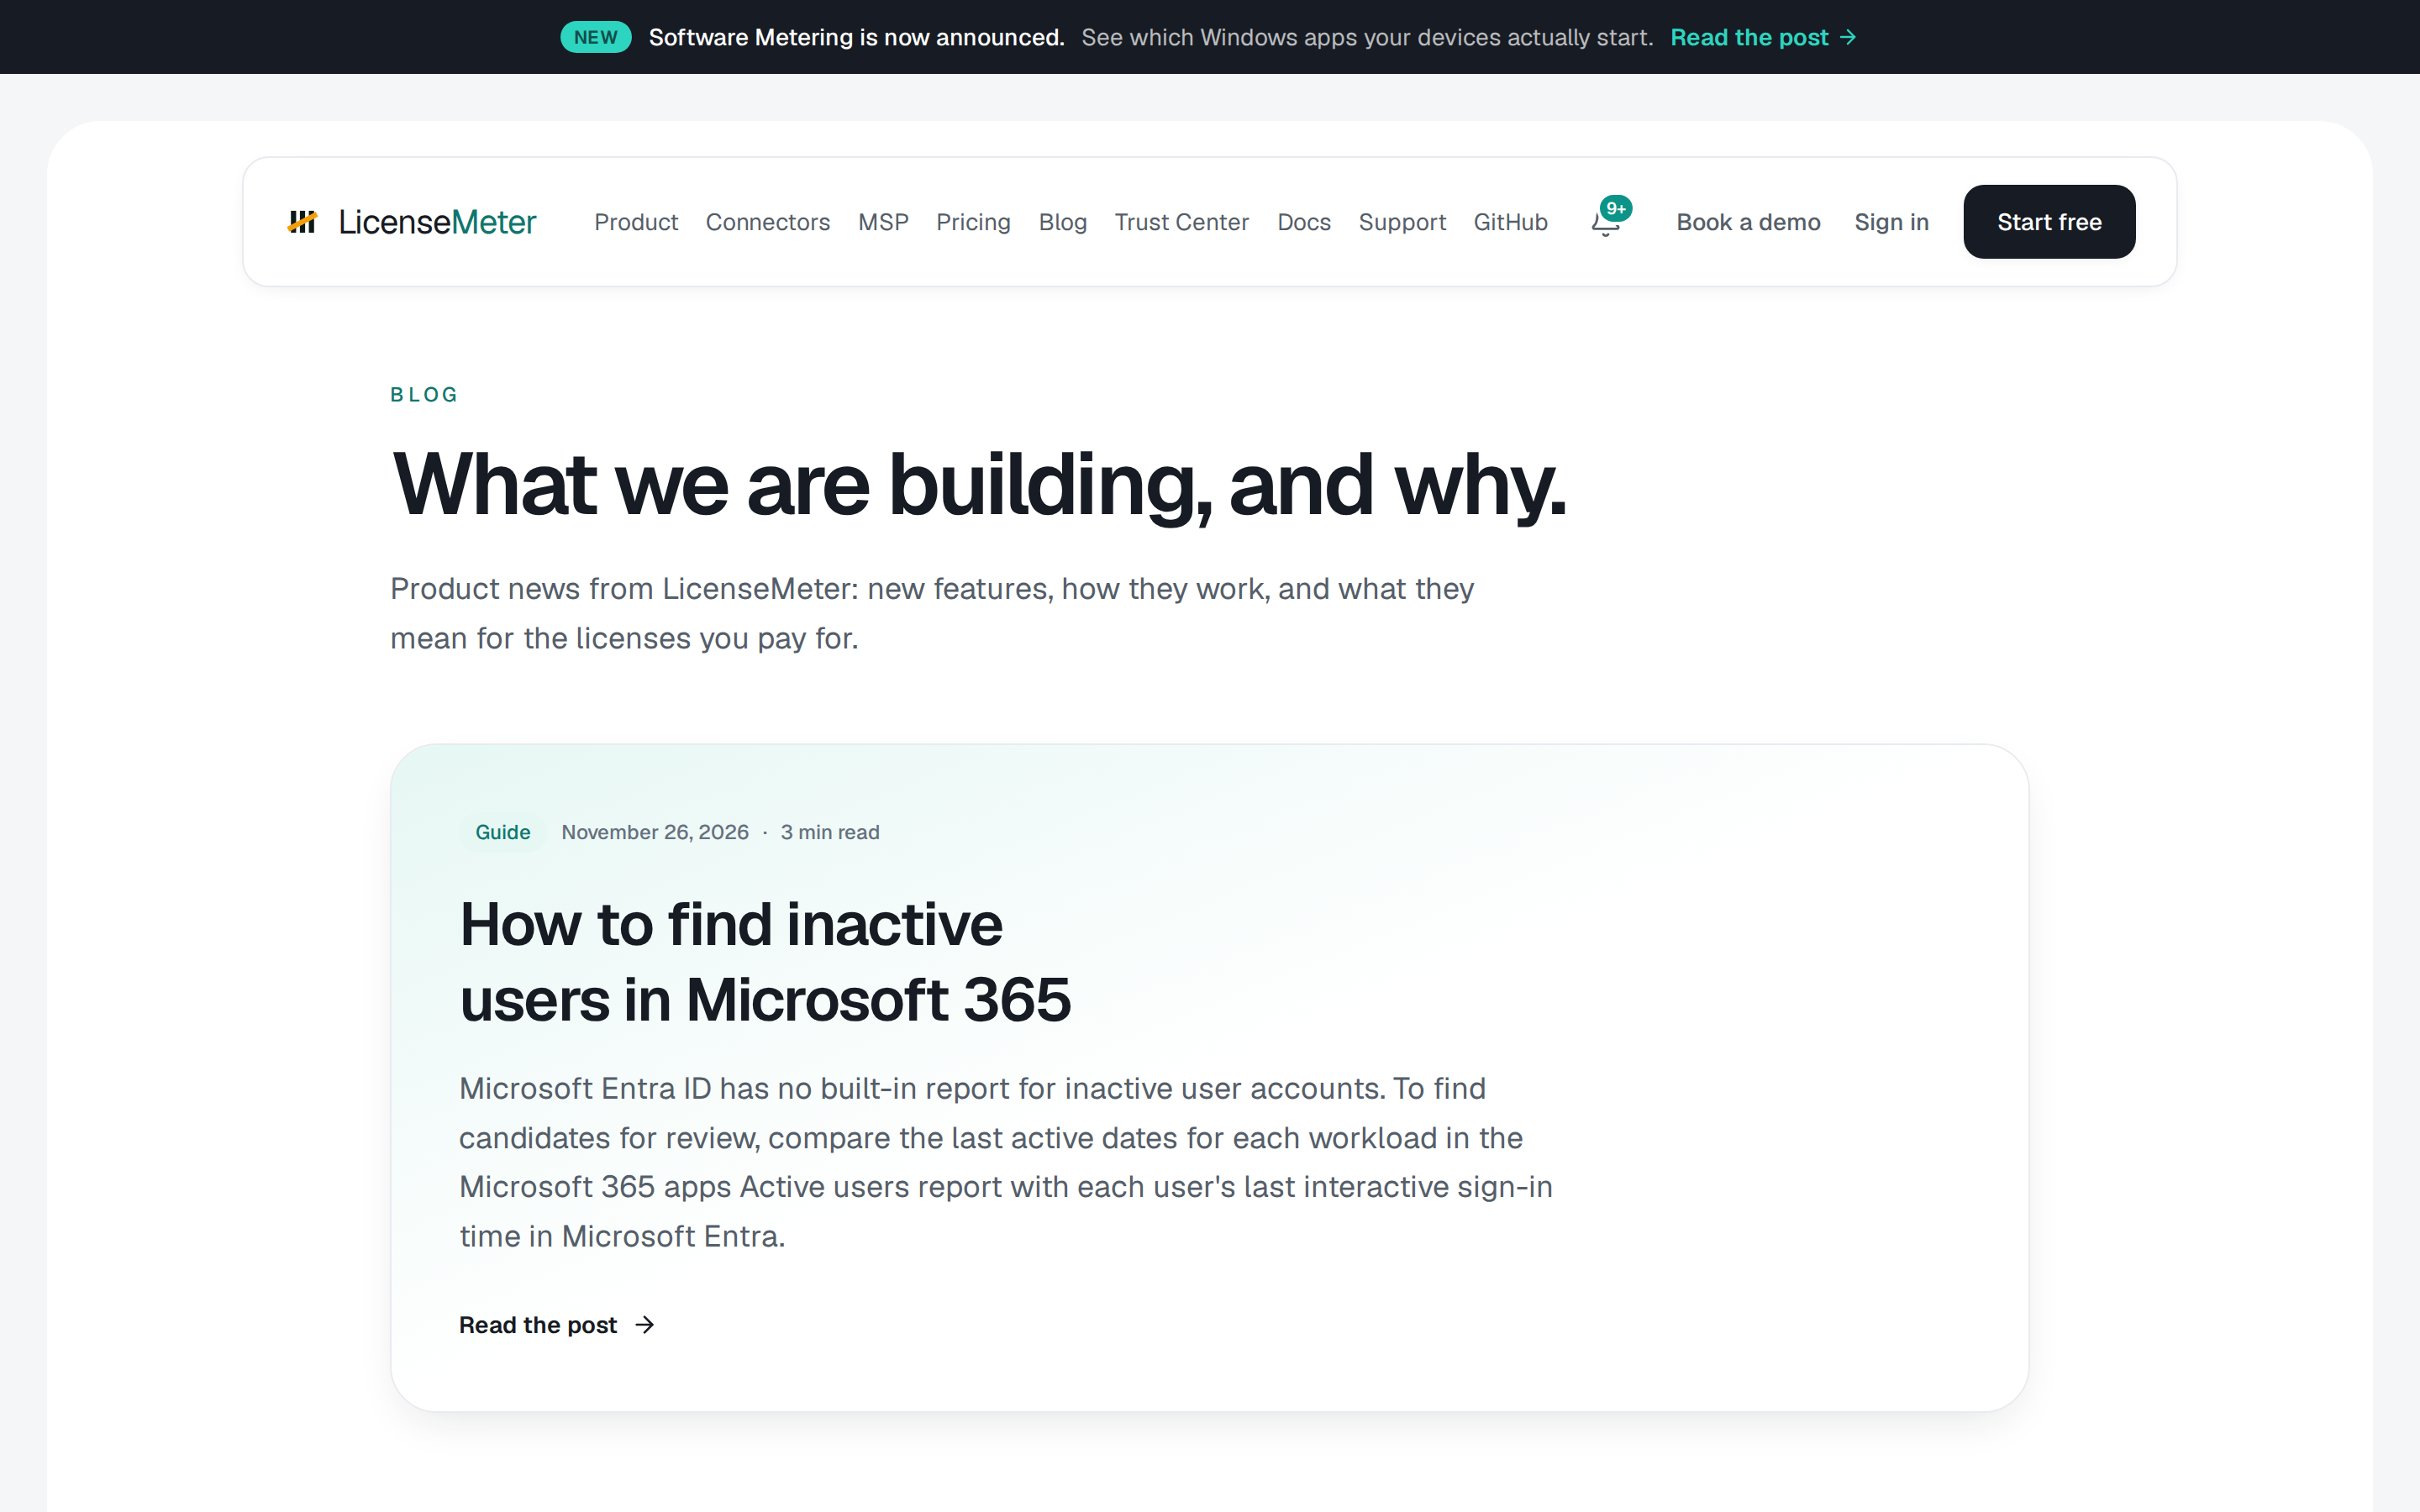 NEW Software Metering is now announced. See which Windows apps your devices actually start. Read the post →
LicenseMeter Product Connectors MSP Pricing Blog Trust Center Docs Support GitHub 9+ Book a demo Sign in Start free
BLOG
What we are building, and why.
Product news from LicenseMeter: new features, how they work, and what they
mean for the licenses you pay for.
Guide November 26, 2026 · 3 min read
How to find inactive
users in Microsoft 365
Microsoft Entra ID has no built-in report for inactive user accounts. To find
candidates for review, compare the last active dates for each workload in the
Microsoft 365 apps Active users report with each user's last interactive sign-in
time in Microsoft Entra.
Read the post →